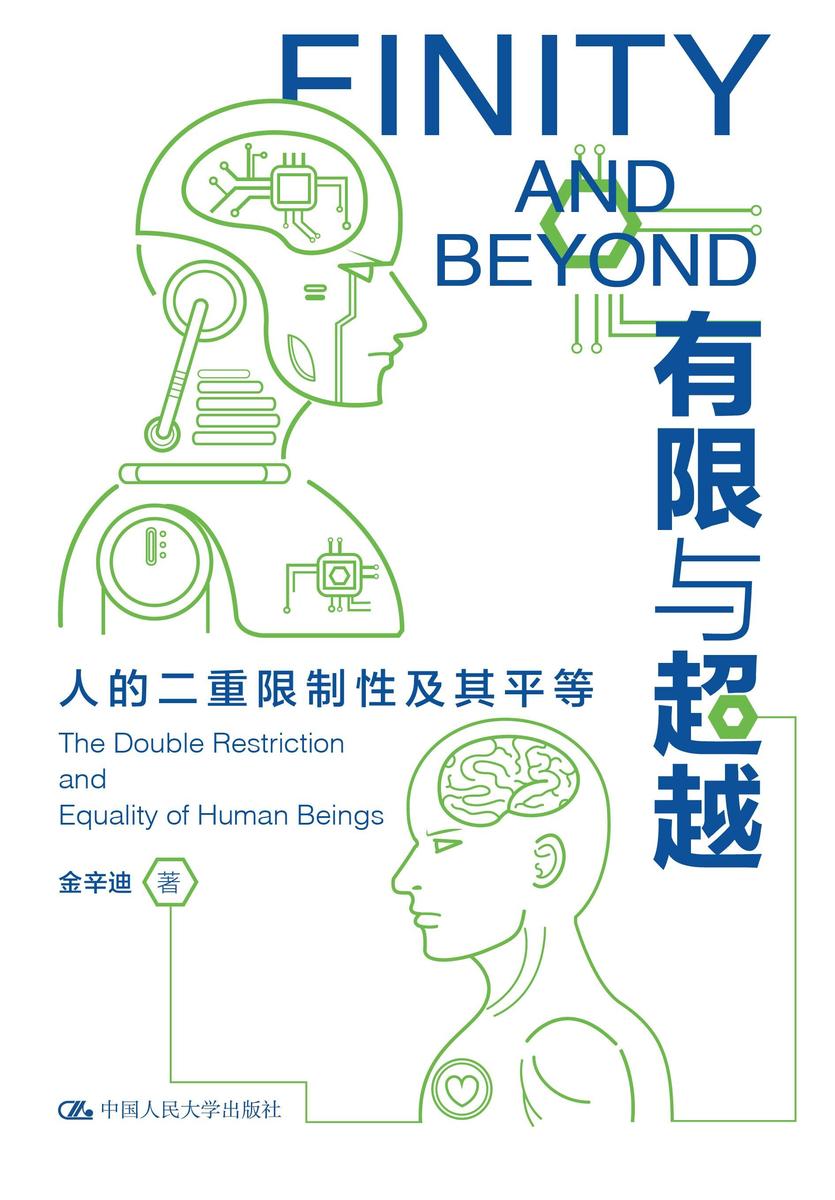 FINITY
AND
BEYOND
有限与超越
人的二重限制性及其平等
The Double Restriction
and
Equality of Human Beings
金辛迪 著
中国人民大学出版社